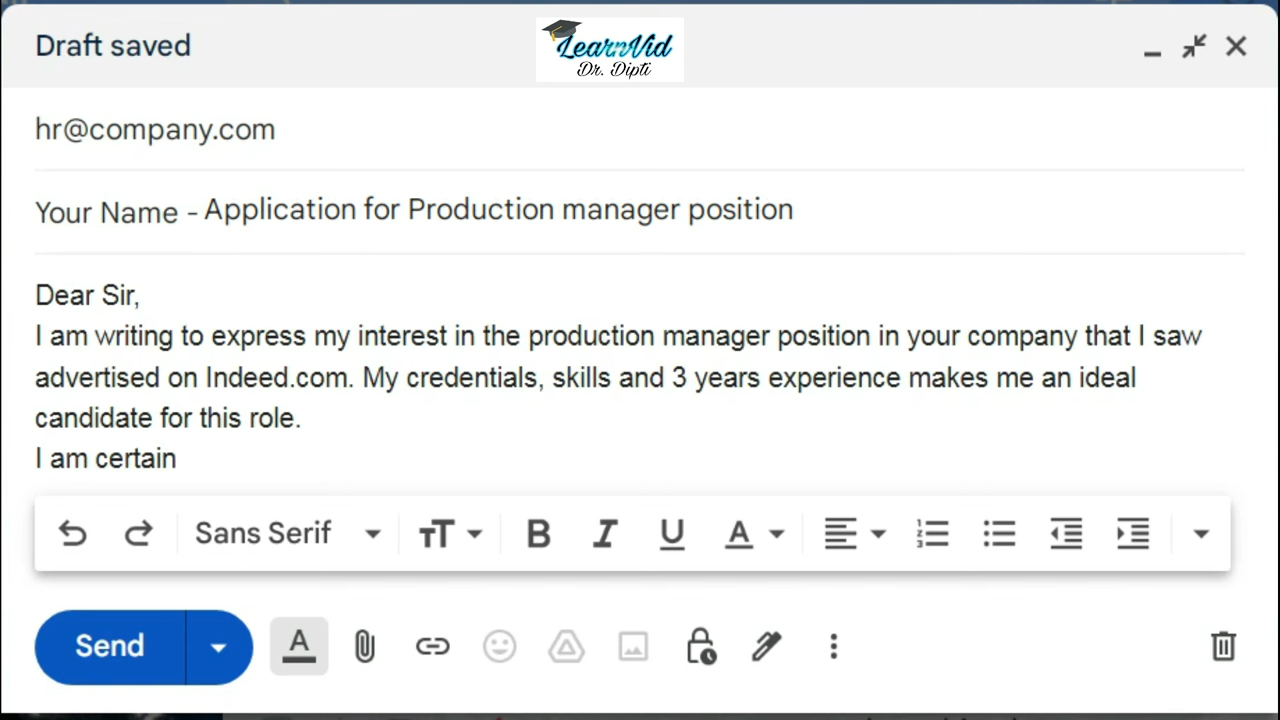 Draft saved
LearnVid
Dr. Dipti
hr@company.com
Your Name - Application for Production manager position
Dear Sir,
I am writing to express my interest in the production manager position in your company that I saw
advertised on Indeed.com. My credentials, skills and 3 years experience makes me an ideal
candidate for this role.
I am certain
Sans Serif
Send